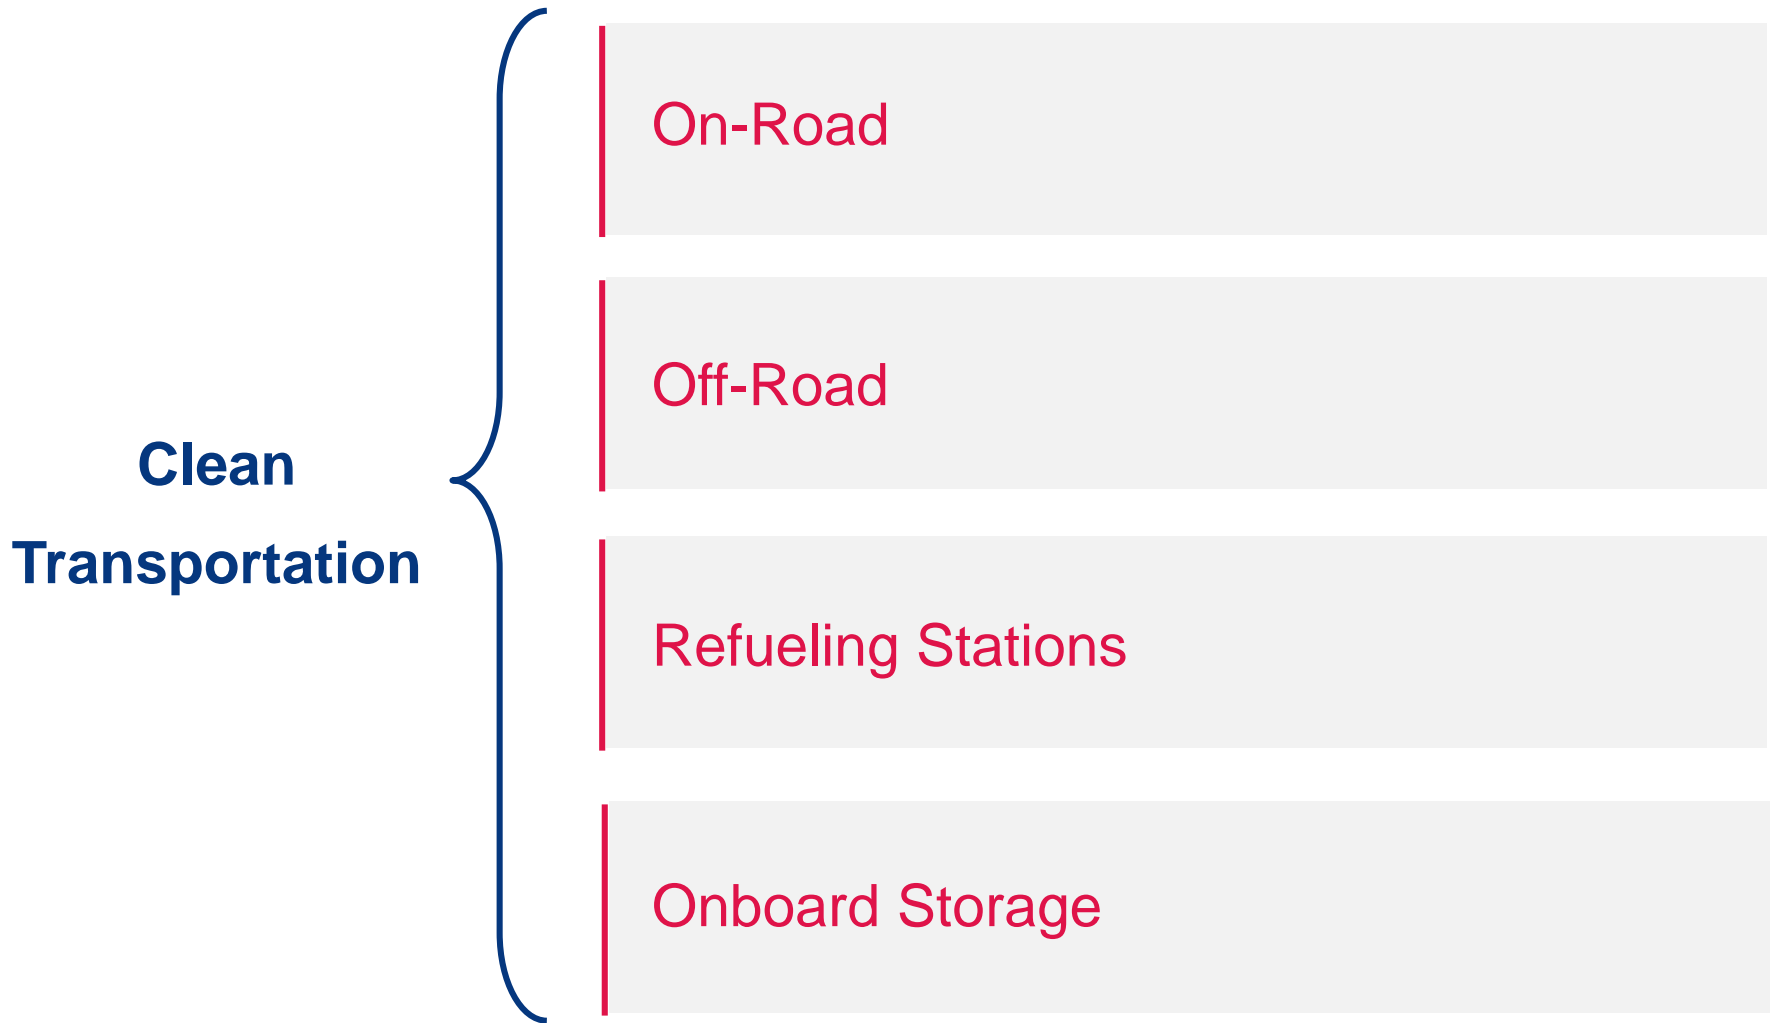 Clean
Transportation
On-Road
Off-Road
Refueling Stations
Onboard Storage